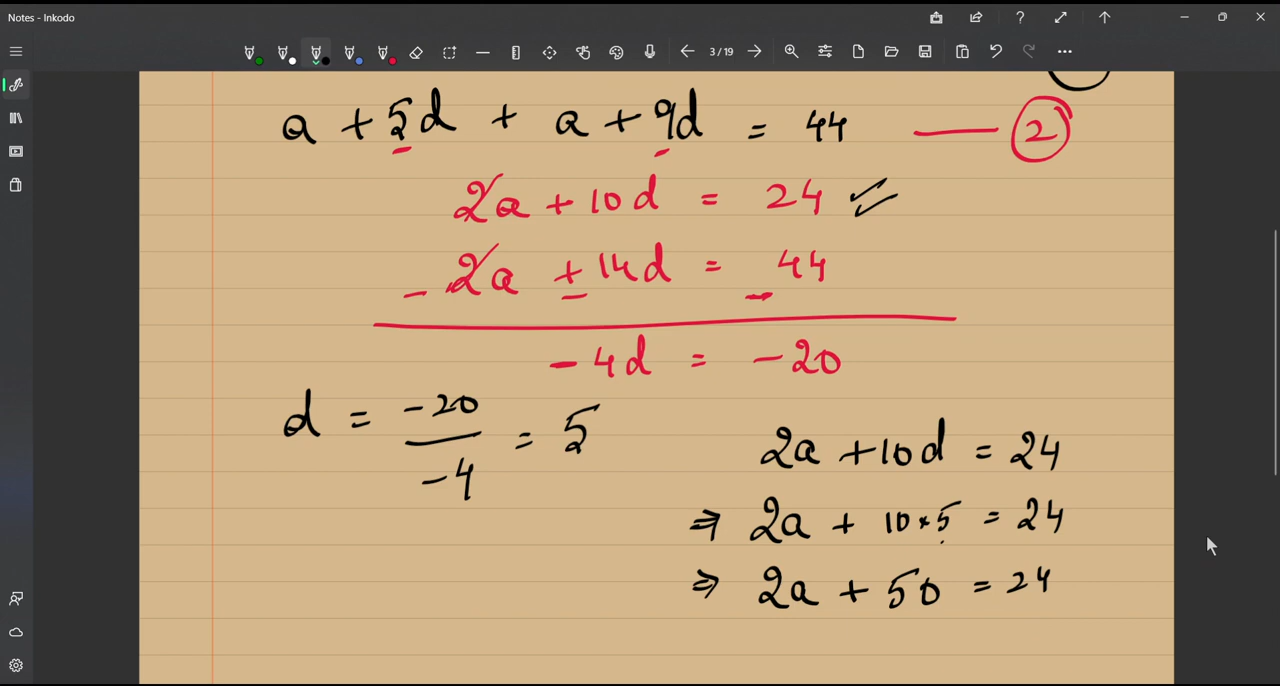 Notes - Inkodo
3 / 19
a + 5d + a + 9d = 44 —— 2
2a + 10d = 24
- 2a + 14d = 44
- -
- 4d = - 20
d = -20/-4 = 5
2a + 10d = 24
⇒ 2a + 10 × 5 = 24
⇒ 2a + 50 = 24